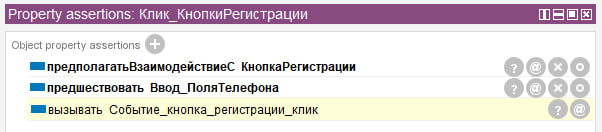 Property assertions: Клик_КнопкиРегистрации
Object property assertions
предполагатьВзаимодействиеС КнопкаРегистрации
предшествовать Ввод_ПоляТелефона
вызывать Событие_кнопка_регистрации_клик